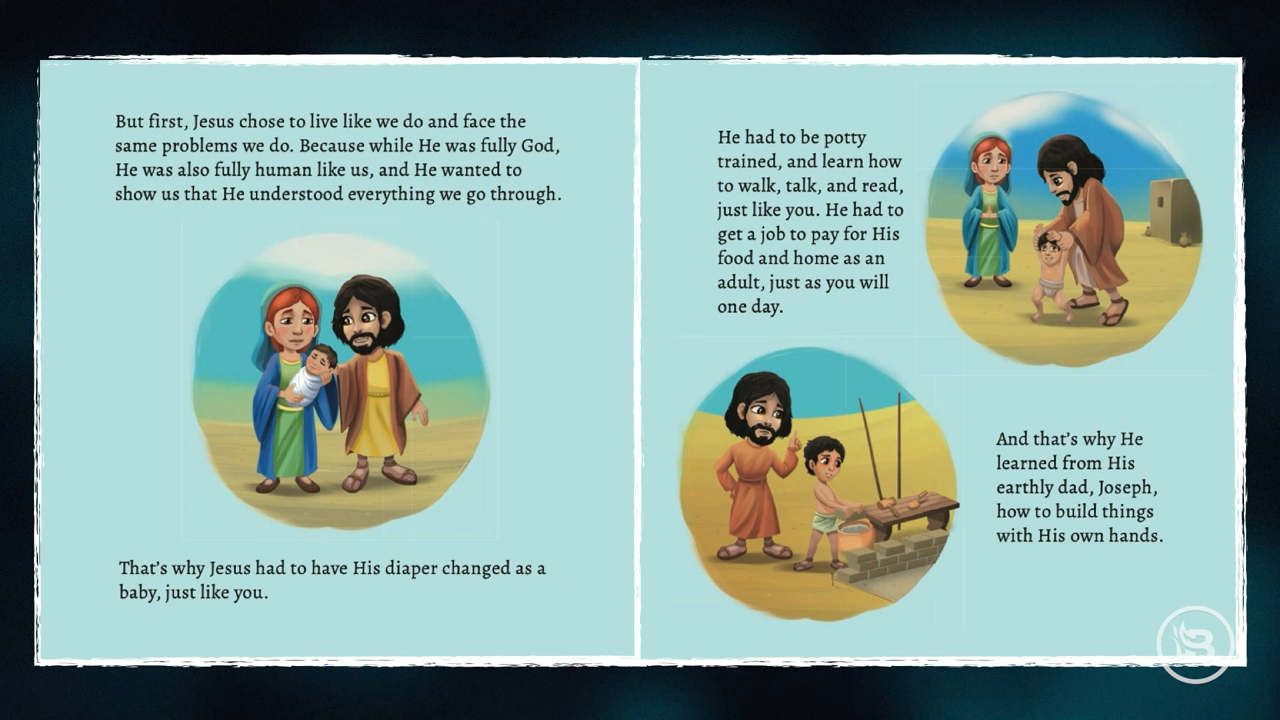 But first, Jesus chose to live like we do and face the
same problems we do. Because while He was fully God,
He was also fully human like us, and He wanted to
show us that He understood everything we go through.
That’s why Jesus had to have His diaper changed as a
baby, just like you.
He had to be potty
trained, and learn how
to walk, talk, and read,
just like you. He had to
get a job to pay for His
food and home as an
adult, just as you will
one day.
And that’s why He
learned from His
earthly dad, Joseph,
how to build things
with His own hands.
B